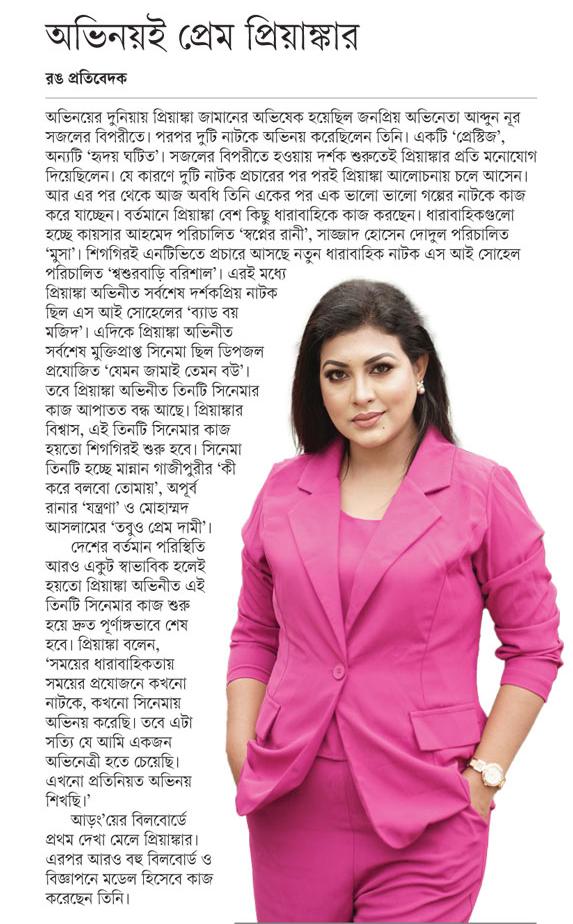 অভিনয়ই প্রেম প্রিয়াঙ্কার
রঙ প্রতিবেদক
অভিনয়ের দুনিয়ায় প্রিয়াঙ্কা জামানের অভিষেক হয়েছিল জনপ্রিয় অভিনেতা আব্দুন নূর
সজলের বিপরীতে। পরপর দুটি নাটকে অভিনয় করেছিলেন তিনি। একটি ‘প্রেস্টিজ’,
অন্যটি ‘হৃদয় ঘটিত’। সজলের বিপরীতে হওয়ায় দর্শক শুরুতেই প্রিয়াঙ্কার প্রতি মনোযোগ
দিয়েছিলেন। যে কারণে দুটি নাটক প্রচারের পর পরই প্রিয়াঙ্কা আলোচনায় চলে আসেন।
আর এর পর থেকে আজ অবধি তিনি একের পর এক ভালো ভালো গল্পের নাটকে কাজ
করে যাচ্ছেন। বর্তমানে প্রিয়াঙ্কা বেশ কিছু ধারাবাহিকে কাজ করছেন। ধারাবাহিকগুলো
হচ্ছে কায়সার আহমেদ পরিচালিত ‘স্বপ্নের রানী’, সাজ্জাদ হোসেন দোদুল পরিচালিত
‘মুসা’। শিগগিরই এনটিভিতে প্রচারে আসছে নতুন ধারাবাহিক নাটক এস আই সোহেল
পরিচালিত ‘শ্বশুরবাড়ি বরিশাল’। এরই মধ্যে
প্রিয়াঙ্কা অভিনীত সর্বশেষ দর্শকপ্রিয় নাটক
ছিল এস আই সোহেলের ‘ব্যাড বয়
মজিদ’। এদিকে প্রিয়াঙ্কা অভিনীত
সর্বশেষ মুক্তিপ্রাপ্ত সিনেমা ছিল ডিপজল
প্রযোজিত ‘যেমন জামাই তেমন বউ’।
তবে প্রিয়াঙ্কা অভিনীত তিনটি সিনেমার
কাজ আপাতত বন্ধ আছে। প্রিয়াঙ্কার
বিশ্বাস, এই তিনটি সিনেমার কাজ
হয়তো শিগগিরই শুরু হবে। সিনেমা
তিনটি হচ্ছে মান্নান গাজীপুরীর ‘কী
করে বলবো তোমায়’, অপূর্ব
রানার ‘যন্ত্রণা’ ও মোহাম্মদ
আসলামের ‘তবুও প্রেম দামী’।
দেশের বর্তমান পরিস্থিতি
আরও একুট স্বাভাবিক হলেই
হয়তো প্রিয়াঙ্কা অভিনীত এই
তিনটি সিনেমার কাজ শুরু
হয়ে দ্রুত পূর্ণাঙ্গভাবে শেষ
হবে। প্রিয়াঙ্কা বলেন,
‘সময়ের ধারাবাহিকতায়
সময়ের প্রযোজনে কখনো
নাটকে, কখনো সিনেমায়
অভিনয় করেছি। তবে এটা
সত্যি যে আমি একজন
অভিনেত্রী হতে চেয়েছি।
এখনো প্রতিনিয়ত অভিনয়
শিখছি।’
আড়ং’য়ের বিলবোর্ডে
প্রথম দেখা মেলে প্রিয়াঙ্কার।
এরপর আরও বহু বিলবোর্ড ও
বিজ্ঞাপনে মডেল হিসেবে কাজ
করেছেন তিনি।